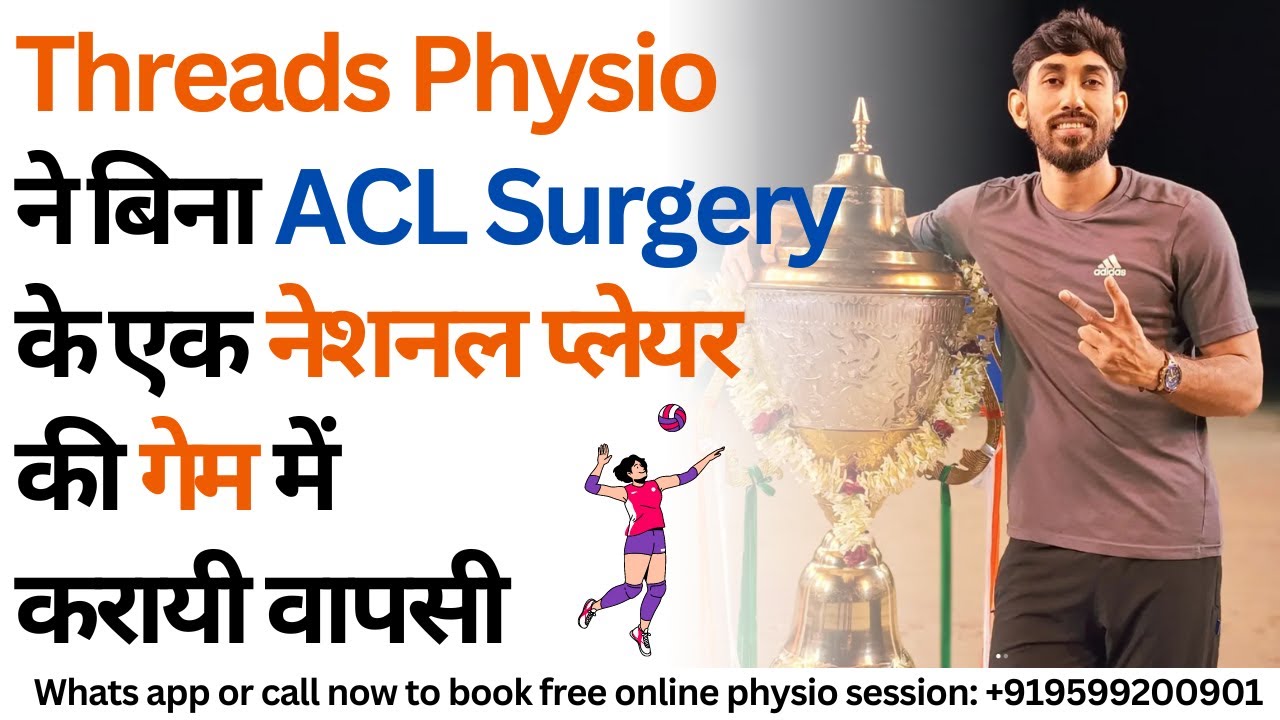 Threads Physio
ने बिना ACL Surgery
के एक नेशनल प्लेयर
की गेम में
करायी वापसी
adidas
Whats app or call now to book free online physio session: +919599200901